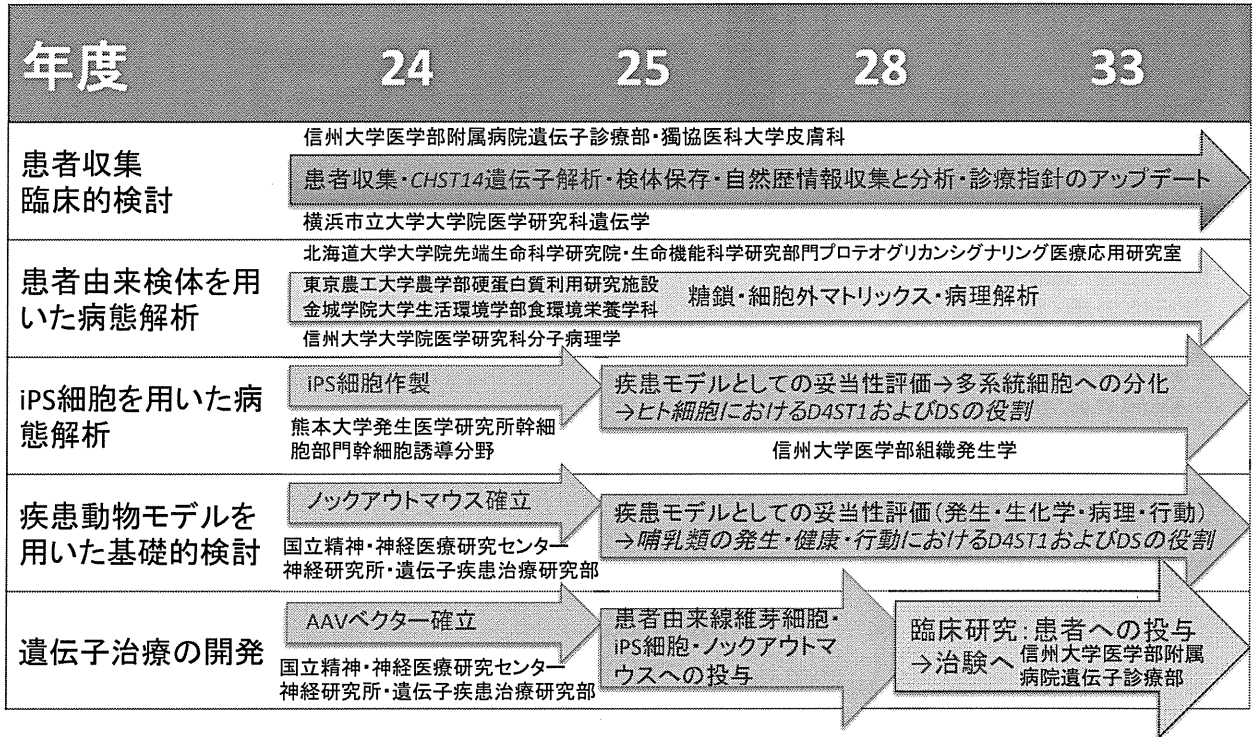 年度 24 25 28 33
患者収集
臨床的検討
信州大学医学部附属病院遺伝子診療部・獨協医科大学皮膚科
患者収集・CHST14遺伝子解析・検体保存・自然歴情報収集と分析・診療指針のアップデート
横浜市立大学大学院医学研究科遺伝学
患者由来検体を用
いた病態解析
北海道大学大学院先端生命科学研究院・生命機能科学研究部門プロテオグリカンシグナリング医療応用研究室
東京農工大学農学部硬蛋白質利用研究施設
金城学院大学生活環境学部食環境栄養学科
糖鎖・細胞外マトリックス・病理解析
信州大学大学院医学研究科分子病理学
iPS細胞を用いた病
態解析
iPS細胞作製
熊本大学発生医学研究所幹細
胞部門幹細胞誘導分野
疾患モデルとしての妥当性評価→多系統細胞への分化
→ヒト細胞におけるD4ST1およびDSの役割
信州大学医学部組織発生学
疾患動物モデルを
用いた基礎的検討
ノックアウトマウス確立
国立精神・神経医療研究センター
神経研究所・遺伝子疾患治療研究部
疾患モデルとしての妥当性評価(発生・生化学・病理・行動)
→哺乳類の発生・健康・行動におけるD4ST1およびDSの役割
遺伝子治療の開発
AAVベクター確立
国立精神・神経医療研究センター
神経研究所・遺伝子疾患治療研究部
患者由来線維芽細胞・
iPS細胞・ノックアウトマ
ウスへの投与
臨床研究:患者への投与
→治験へ
信州大学医学部附属
病院遺伝子診療部